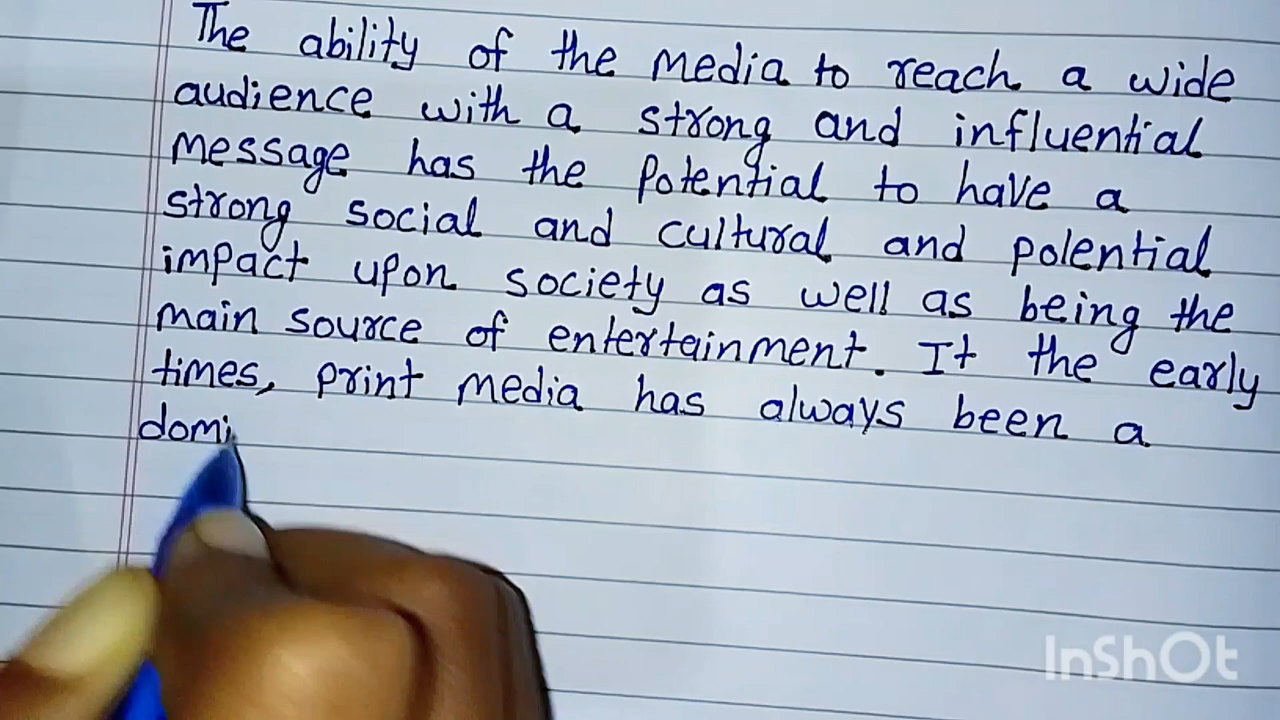 The ability of the media to reach a wide
audience with a strong and influential
message has the potential to have a
strong social and cultural and polential
impact upon society as well as being the
main source of entertainment. It the early
times, print media has always been a
domi
InShOt